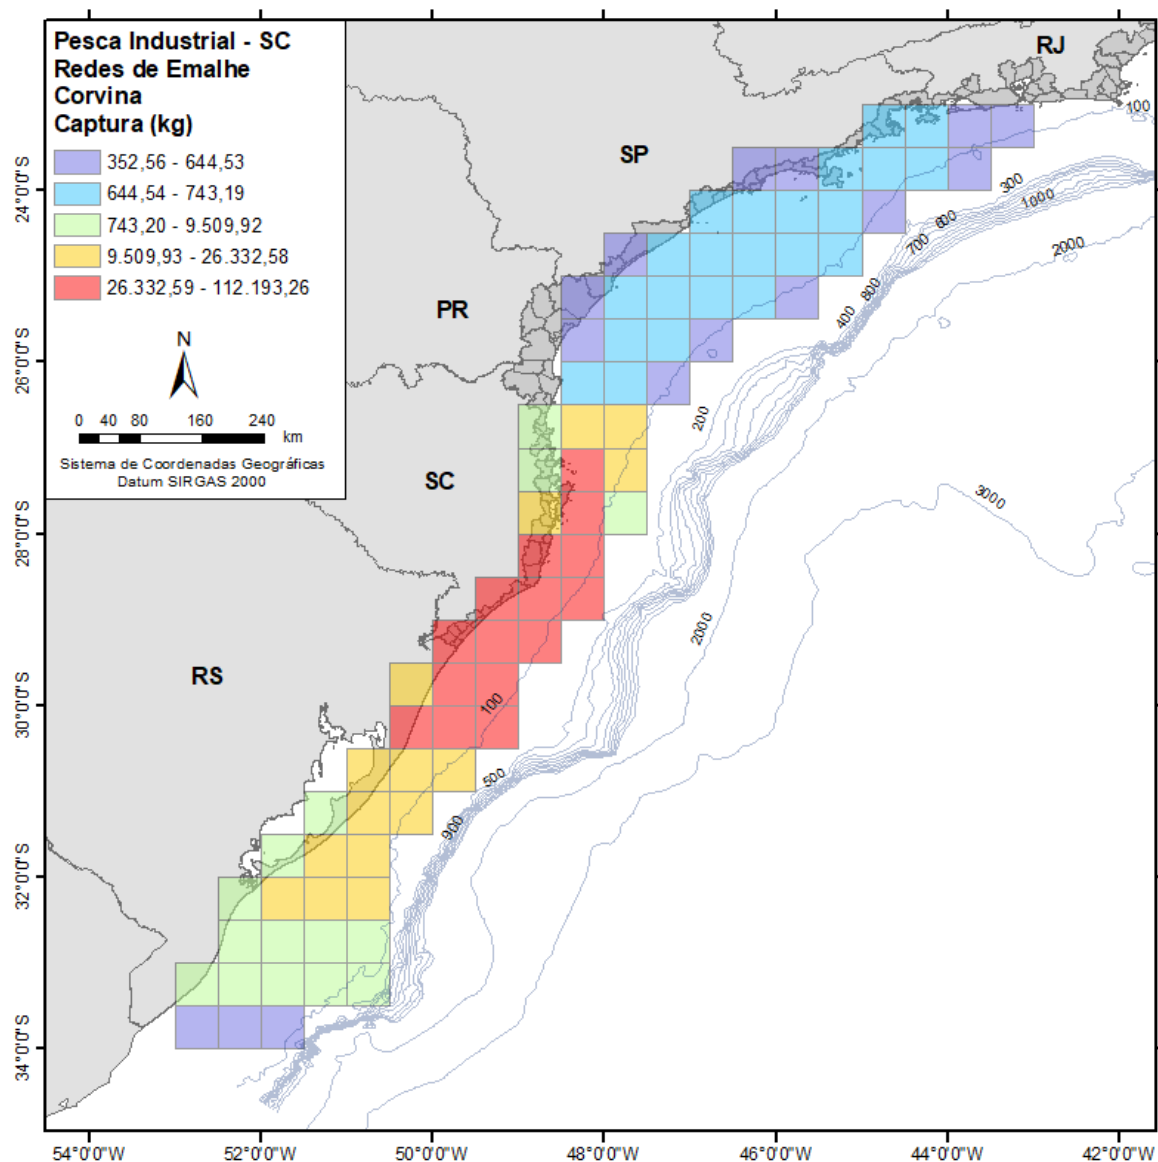 Pesca Industrial - SC
Redes de Emalhe
Corvina
Captura (kg)
352,56 - 644,53
644,54 - 743,19
743,20 - 9.509,92
9.509,93 - 26.332,58
26.332,59 - 112.193,26
N
0 40 80 160 240
km
Sistema de Coordenadas Geográficas
Datum SIRGAS 2000
RJ
SP
PR
SC
RS
100
300
1000
600
700
2000
800
400
200
3000
2000
100
500
900
24°0'0"S
26°0'0"S
28°0'0"S
30°0'0"S
32°0'0"S
34°0'0"S
54°0'0"W
52°0'0"W
50°0'0"W
48°0'0"W
46°0'0"W
44°0'0"W
42°0'0"W